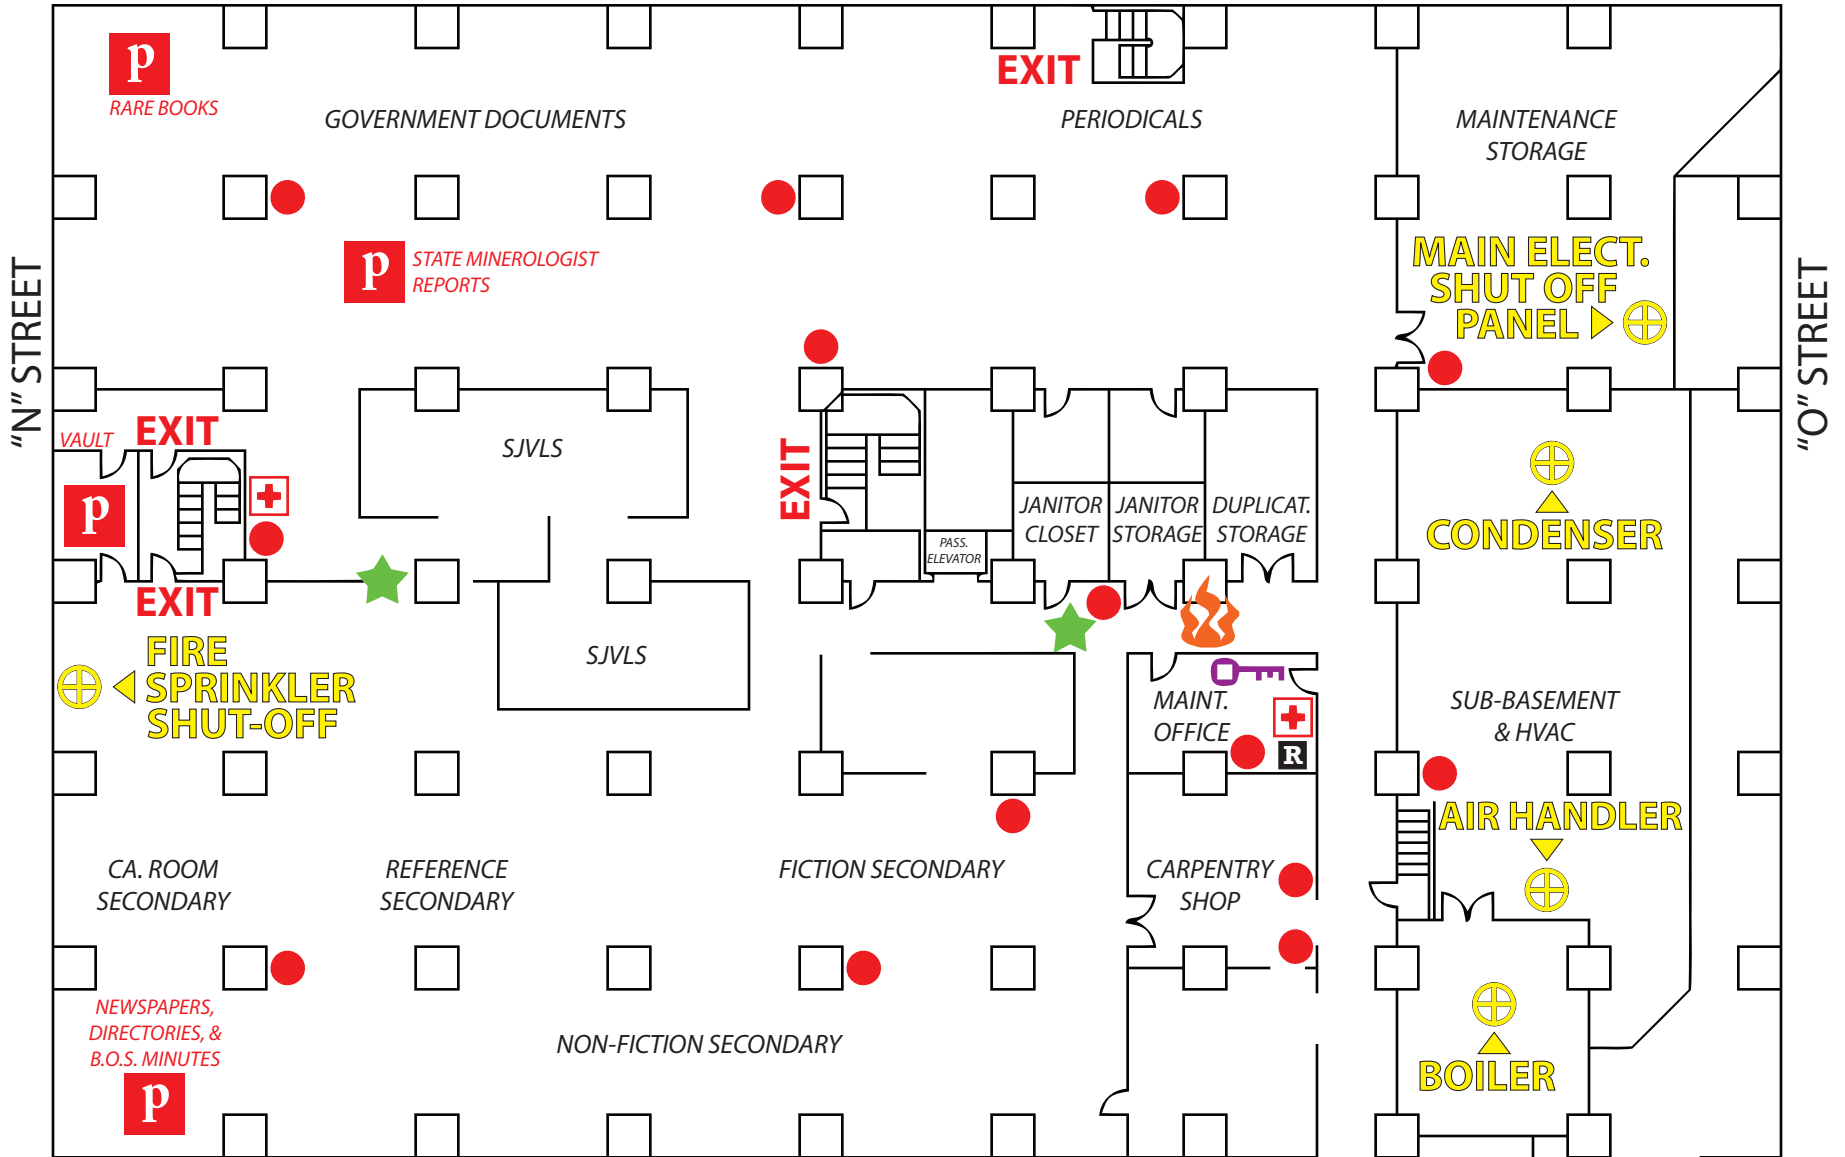 p
RARE BOOKS
GOVERNMENT DOCUMENTS
EXIT
PERIODICALS
MAINTENANCE
STORAGE
p
STATE MINEROLOGIST
REPORTS
MAIN ELECT.
SHUT OFF
PANEL
"N" STREET
"O" STREET
VAULT
EXIT
p
EXIT
SJVLS
EXIT
JANITOR
CLOSET
JANITOR
STORAGE
DUPLICAT.
STORAGE
PASS.
ELEVATOR
CONDENSER
FIRE
SPRINKLER
SHUT-OFF
SJVLS
MAINT.
OFFICE
R
SUB-BASEMENT
& HVAC
AIR HANDLER
CA. ROOM
SECONDARY
REFERENCE
SECONDARY
FICTION SECONDARY
CARPENTRY
SHOP
NEWSPAPERS,
DIRECTORIES, &
B.O.S. MINUTES
p
NON-FICTION SECONDARY
BOILER